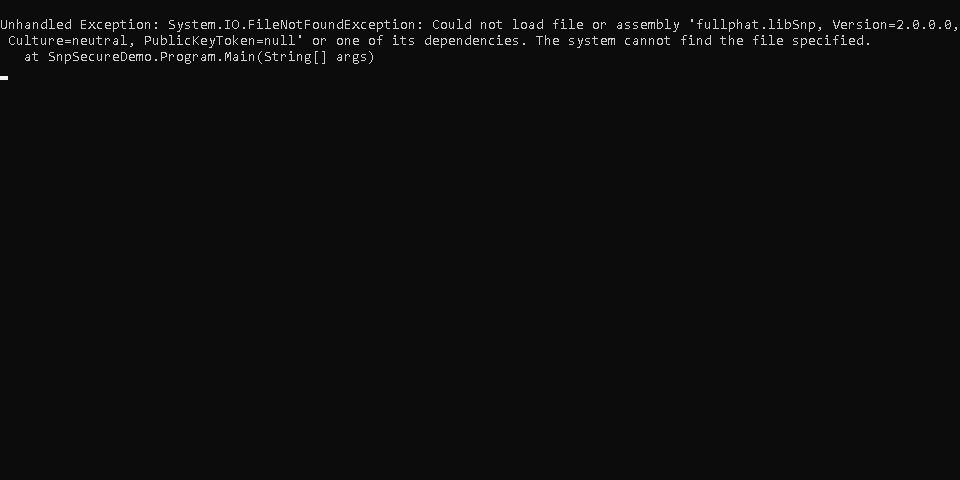 Unhandled Exception: System.IO.FileNotFoundException: Could not load file or assembly 'fullphat.libSnp, Version=2.0.0.0,
Culture=neutral, PublicKeyToken=null' or one of its dependencies. The system cannot find the file specified.
at SnpSecureDemo.Program.Main(String[] args)